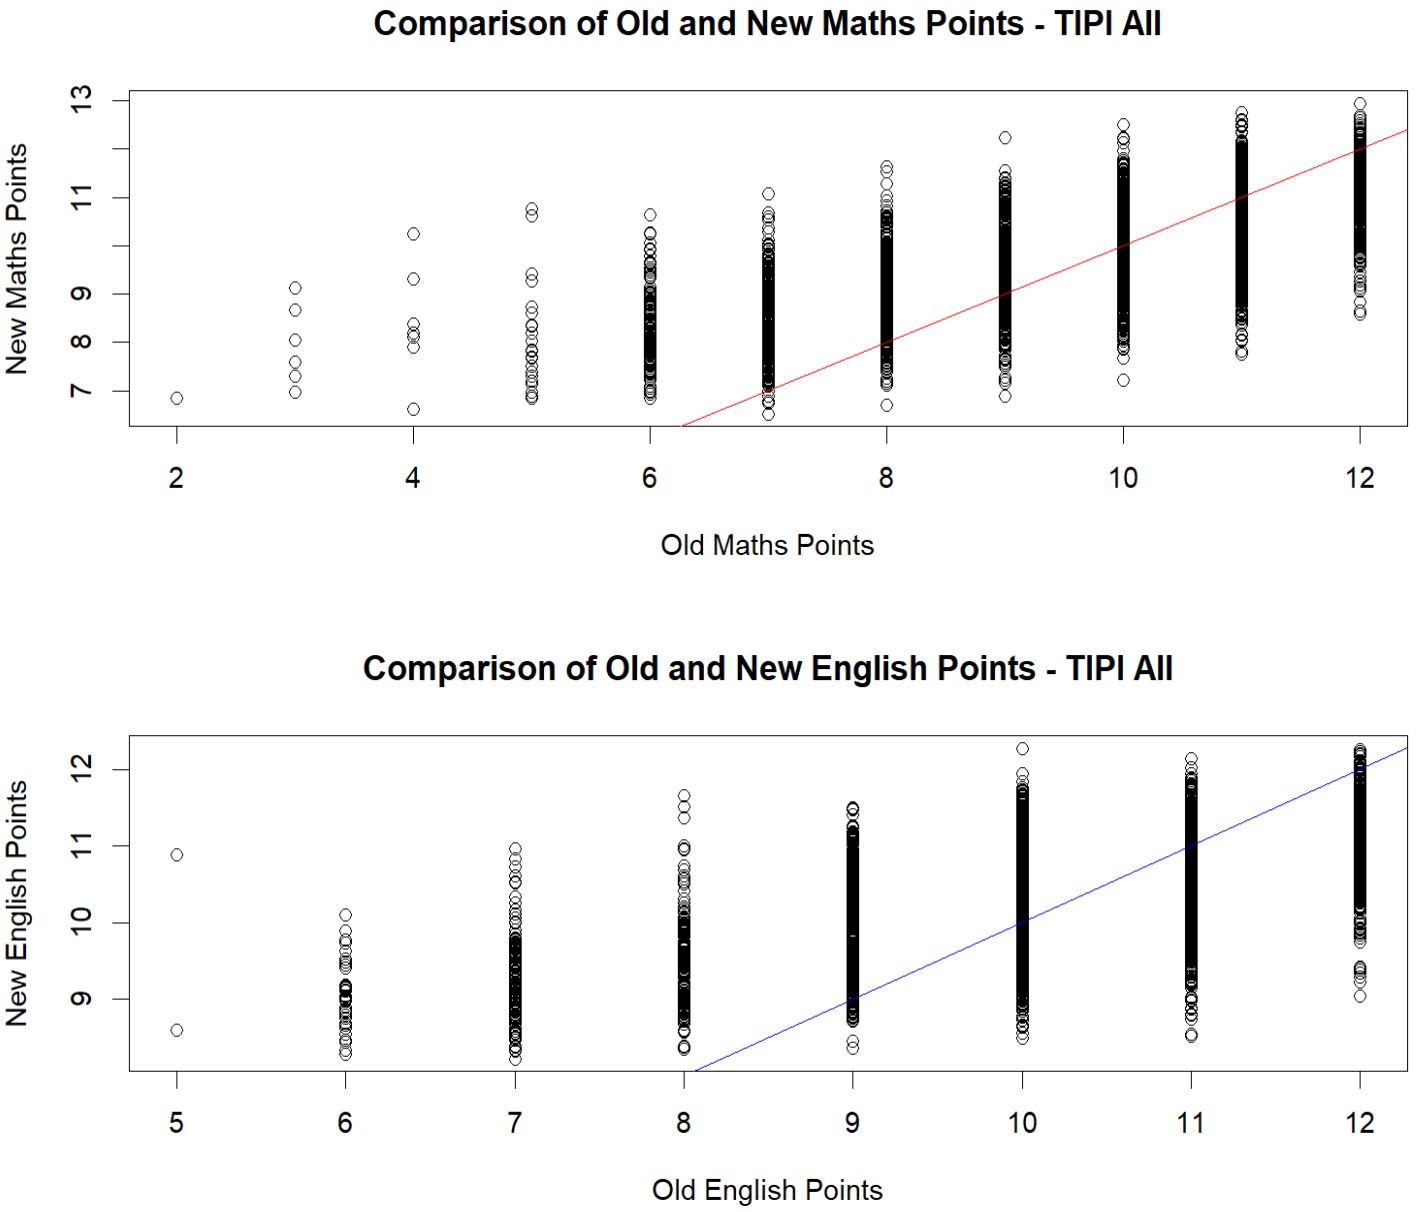 Comparison of Old and New Maths Points - TIPI All
New Maths Points
13
11
9
8
7
2 4 6 8 10 12
Old Maths Points
Comparison of Old and New English Points - TIPI All
New English Points
12
11
10
9
5 6 7 8 9 10 11 12
Old English Points